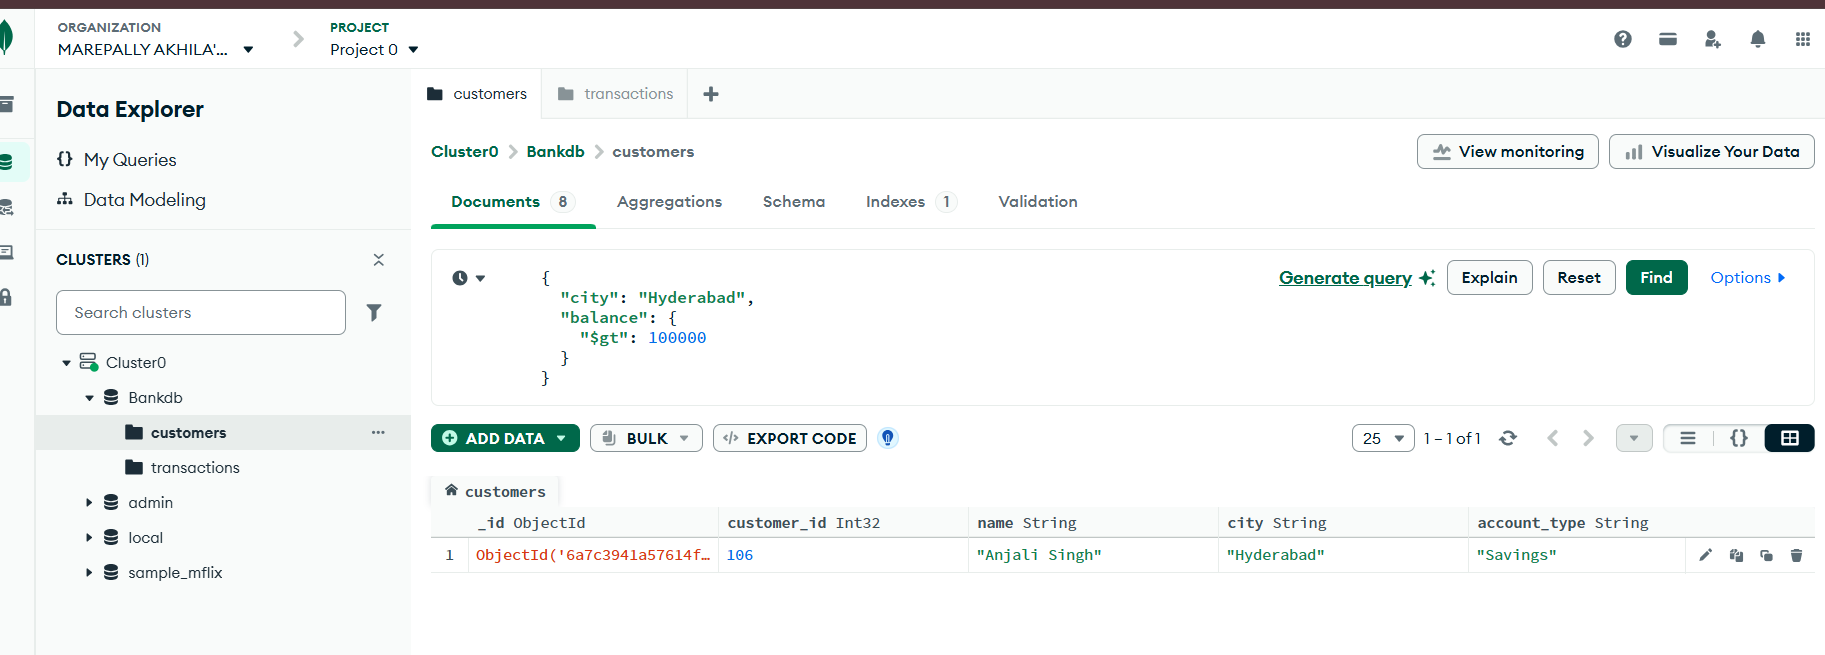 ORGANIZATION
MAREPALLY AKHILA'...
PROJECT
Project 0
Data Explorer
{} My Queries
Data Modeling
CLUSTERS (1)
Search clusters
Cluster0
Bankdb
customers
transactions
admin
local
sample_mflix
customers transactions
Cluster0 Bankdb customers
View monitoring Visualize Your Data
Documents 8 Aggregations Schema Indexes 1 Validation
{
"city": "Hyderabad",
"balance": {
"$gt": 100000
}
}
Generate query Explain Reset Find Options
ADD DATA BULK </> EXPORT CODE 25 1 – 1 of 1 {}
customers
_id ObjectId customer_id Int32 name String city String account_type String
1 ObjectId('6a7c3941a57614f… 106 "Anjali Singh" "Hyderabad" "Savings"